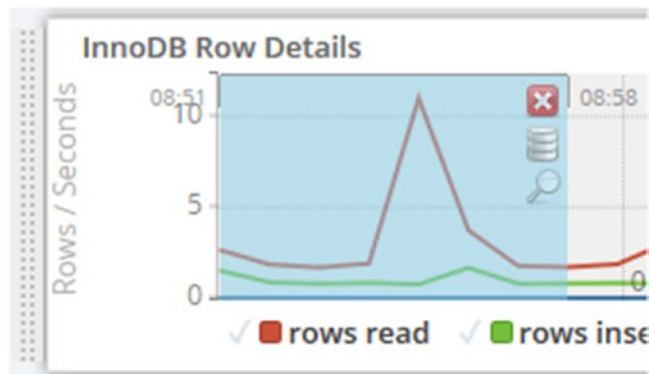 InnoDB Row Details
Rows / Seconds
08:51
08:58
10
5
0
0
rows read
rows inse